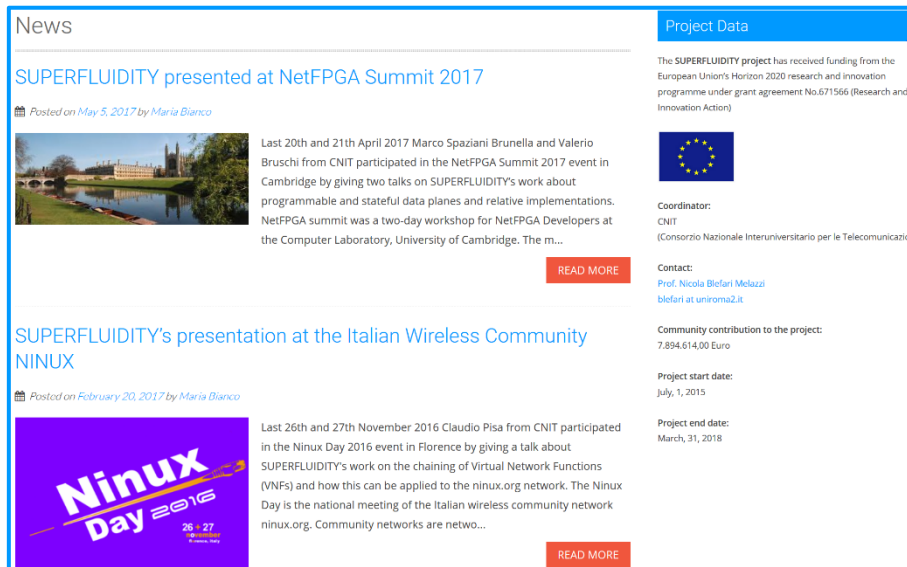 News
SUPERFLUIDITY presented at NetFPGA Summit 2017
Posted on May 5, 2017 by Maria Bianco
Last 20th and 21th April 2017 Marco Spaziani Brunella and Valerio
Bruschi from CNIT participated in the NetFPGA Summit 2017 event in
Cambridge by giving two talks on SUPERFLUIDITY's work about
programmable and stateful data planes and relative implementations.
NetFPGA summit was a two-day workshop for NetFPGA Developers at
the Computer Laboratory, University of Cambridge. The m...
READ MORE
SUPERFLUIDITY's presentation at the Italian Wireless Community
NINUX
Posted on February 20, 2017 by Maria Bianco
Ninux
Day 2016
26 + 27
november
Florence, Italy
Last 26th and 27th November 2016 Claudio Pisa from CNIT participated
in the Ninux Day 2016 event in Florence by giving a talk about
SUPERFLUIDITY's work on the chaining of Virtual Network Functions
(VNFs) and how this can be applied to the ninux.org network. The Ninux
Day is the national meeting of the Italian wireless community network
ninux.org. Community networks are netwo...
READ MORE
Project Data
The SUPERFLUIDITY project has received funding from the
European Union's Horizon 2020 research and innovation
programme under grant agreement No.671566 (Research and
Innovation Action)
Coordinator:
CNIT
(Consorzio Nazionale Interuniversitario per le Telecomunicazio
Contact:
Prof. Nicola Blefari Melazzi
blefari at uniroma2.it
Community contribution to the project:
7.894.614,00 Euro
Project start date:
July, 1, 2015
Project end date:
March, 31, 2018